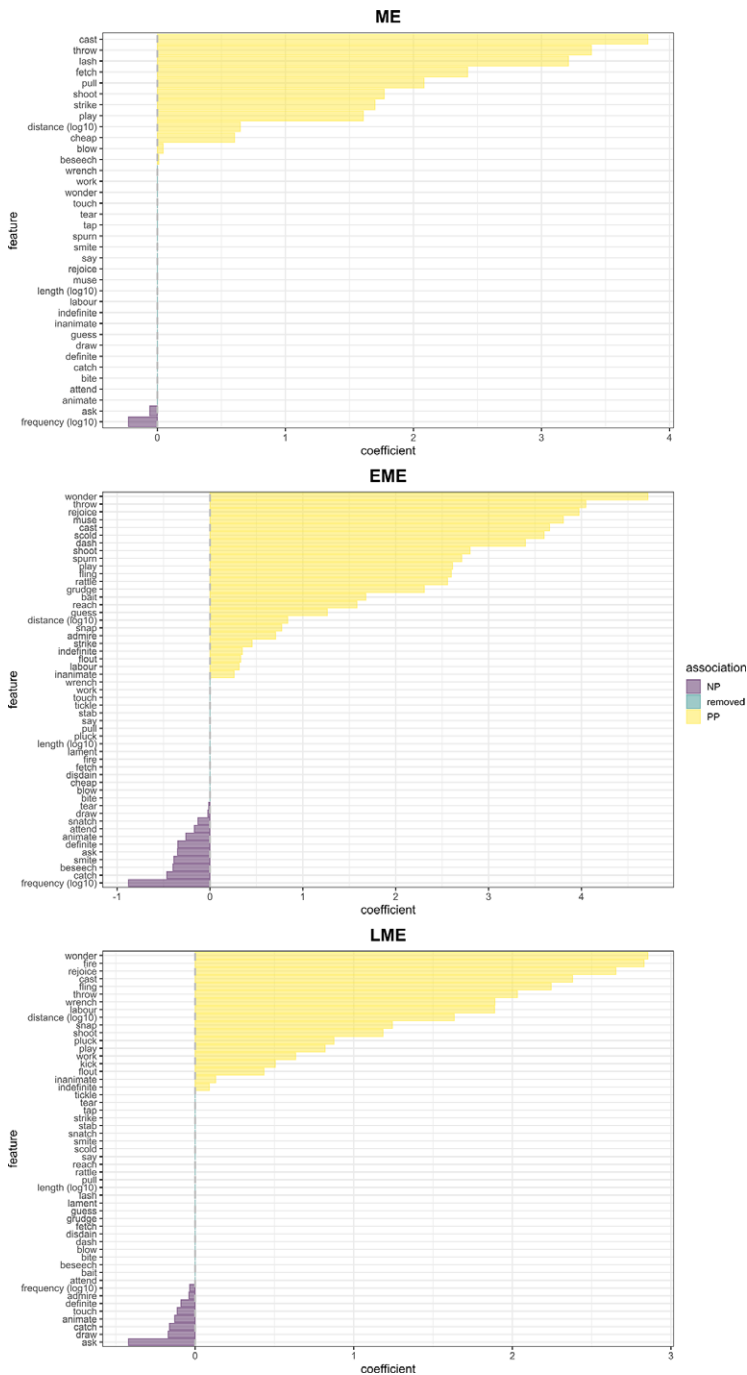 ME
cast
throw
lash
fetch
pull
shoot
strike
play
distance (log10)
cheap
blow
beseech
wrench
work
wonder
touch
tear
tap
spurn
smite
say
rejoice
muse
length (log10)
labour
indefinite
inanimate
guess
draw
definite
catch
bite
attend
animate
ask
frequency (log10)
feature
0 1 2 3 4
coefficient
EME
wonder
throw
rejoice
muse
cast
scold
dash
shoot
spurn
play
fling
rattle
grudge
bait
reach
guess
distance (log10)
snap
admire
strike
indefinite
flout
labour
inanimate
wrench
work
touch
tickle
stab
say
pull
pluck
length (log10)
lament
fire
fetch
disdain
cheap
blow
bite
tear
draw
snatch
attend
animate
definite
ask
smite
beseech
catch
frequency (log10)
feature
-1 0 1 2 3 4
coefficient
association
NP
removed
PP
LME
wonder
fire
rejoice
cast
fling
throw
wrench
labour
distance (log10)
snap
shoot
pluck
play
work
kick
flout
inanimate
indefinite
tickle
tear
tap
strike
stab
snatch
smite
scold
say
reach
rattle
pull
length (log10)
lash
lament
guess
grudge
fetch
disdain
dash
blow
bite
beseech
bait
attend
frequency (log10)
admire
definite
touch
animate
catch
draw
ask
feature
0 1 2 3
coefficient